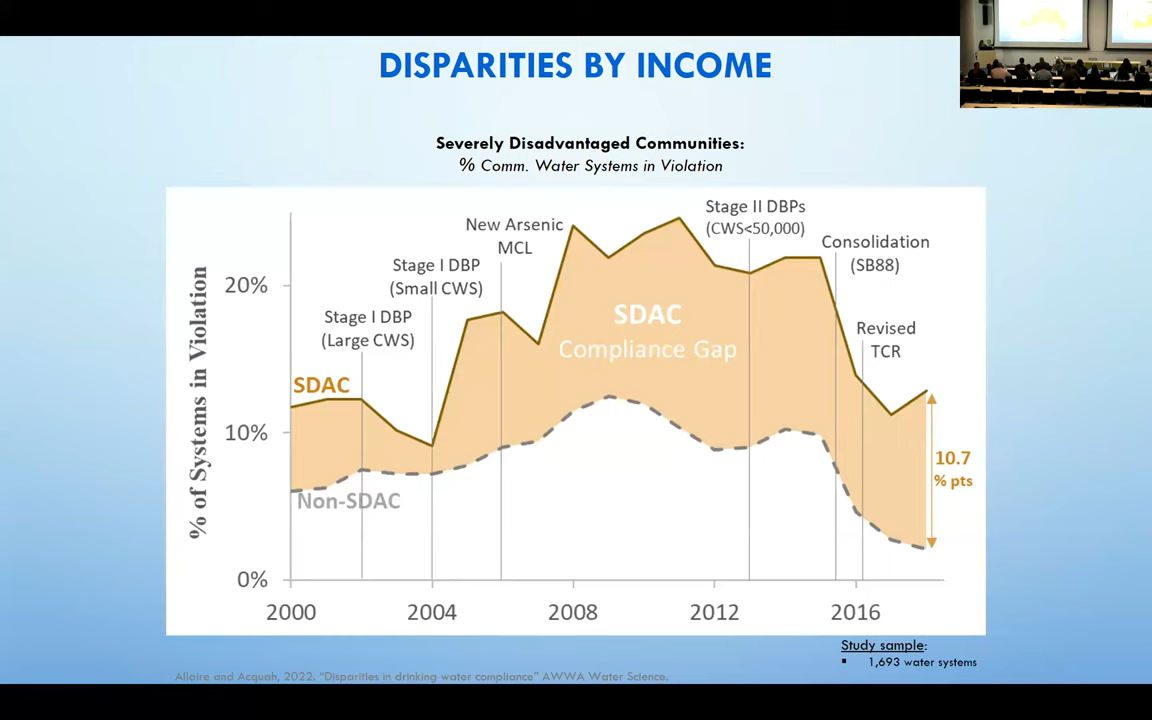 DISPARITIES BY INCOME
Severely Disadvantaged Communities:
% Comm. Water Systems in Violation
% of Systems in Violation
20%
10%
0%
SDAC
Non-SDAC
Stage I DBP
(Large CWS)
Stage I DBP
(Small CWS)
New Arsenic
MCL
SDAC
Compliance Gap
Stage II DBPs
(CWS<50,000)
Consolidation
(SB88)
Revised
TCR
10.7
% pts
2000 2004 2008 2012 2016
Study sample:
▪ 1,693 water systems
Allaire and Acquah, 2022. "Disparities in drinking water compliance" AWWA Water Science.